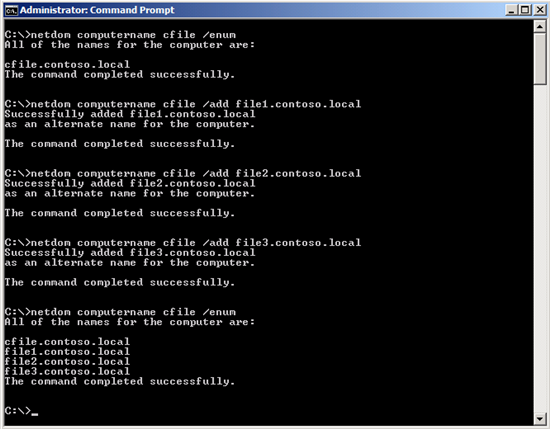 Administrator: Command Prompt
C:\>netdom computername cfile /enum
All of the names for the computer are:
cfile.contoso.local
The command completed successfully.
C:\>netdom computername cfile /add file1.contoso.local
Successfully added file1.contoso.local
as an alternate name for the computer.
The command completed successfully.
C:\>netdom computername cfile /add file2.contoso.local
Successfully added file2.contoso.local
as an alternate name for the computer.
The command completed successfully.
C:\>netdom computername cfile /add file3.contoso.local
Successfully added file3.contoso.local
as an alternate name for the computer.
The command completed successfully.
C:\>netdom computername cfile /enum
All of the names for the computer are:
cfile.contoso.local
file1.contoso.local
file2.contoso.local
file3.contoso.local
The command completed successfully.
C:\>_